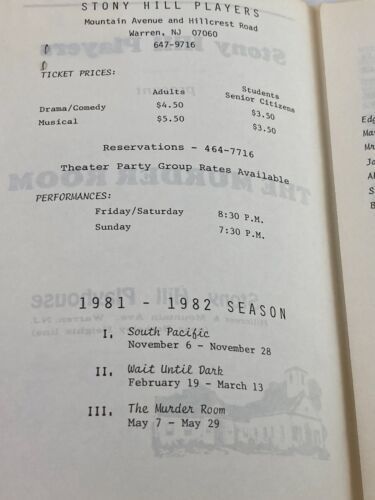 STONY HILL PLAYERS
Mountain Avenue and Hillcrest Road
Warren, NJ 07060
647-9716
TICKET PRICES:
Adults Students
Senior Citizens
Drama/Comedy $4.50 $3.50
Musical $5.50 $3.50
Reservations - 464-7716
Theater Party Group Rates Available
PERFORMANCES:
Friday/Saturday 8:30 P.M.
Sunday 7:30 P.M.
1981 - 1982 SEASON
I. South Pacific
November 6 - November 28
II. Wait Until Dark
February 19 - March 13
III. The Murder Room
May 7 - May 29